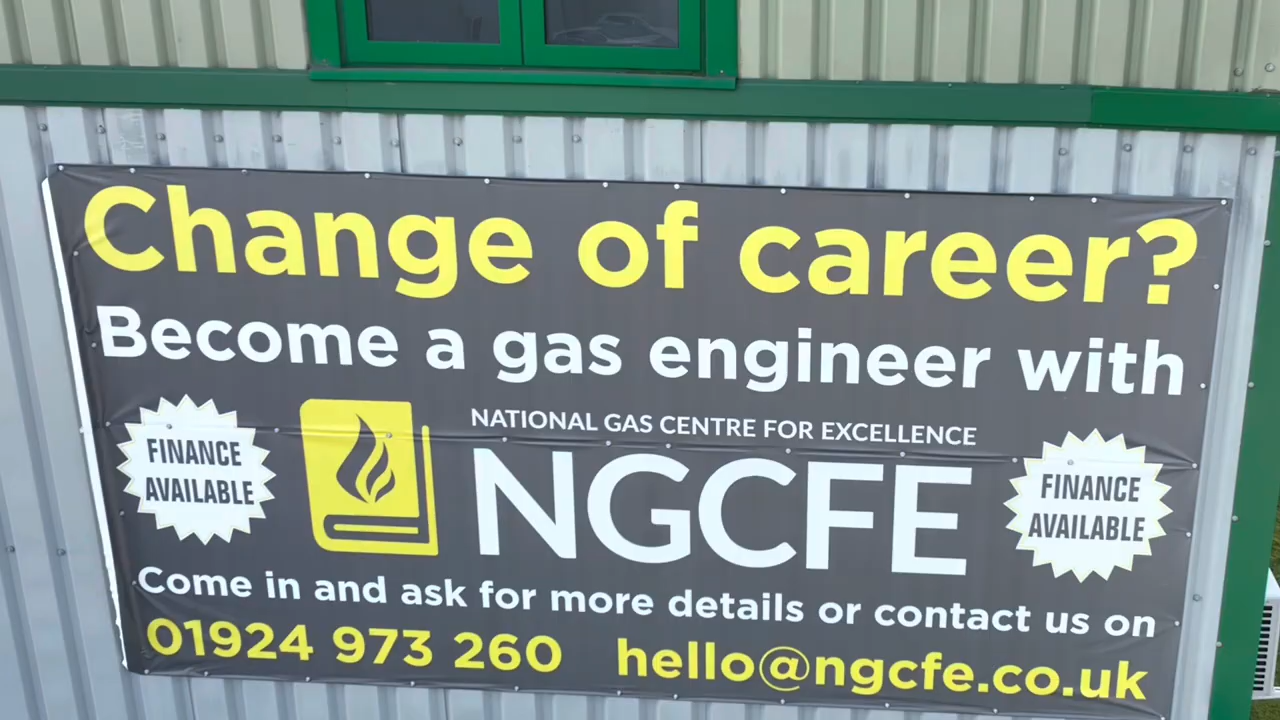 Change of career?
Become a gas engineer with
FINANCE
AVAILABLE
NATIONAL GAS CENTRE FOR EXCELLENCE
NGCFE
FINANCE
AVAILABLE
Come in and ask for more details or contact us on
01924 973 260 hello@ngcfe.co.uk